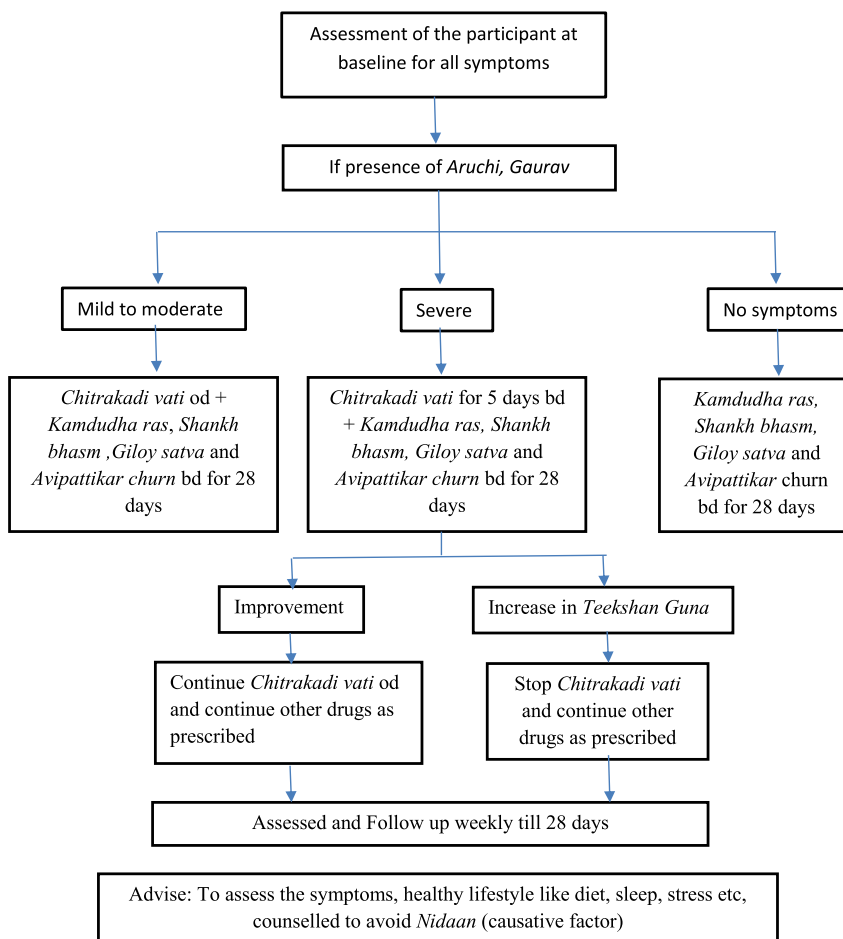 Assessment of the participant at
baseline for all symptoms
If presence of Aruchi, Gaurav
Mild to moderate
Severe
No symptoms
Chitrakadi vati od +
Kamdudha ras, Shankh
bhasm ,Giloy satva and
Avipattikar churn bd for 28
days
Chitrakadi vati for 5 days bd
+ Kamdudha ras, Shankh
bhasm, Giloy satva and
Avipattikar churn bd for 28
days
Kamdudha ras,
Shankh bhasm,
Giloy satva and
Avipattikar churn
bd for 28 days
Improvement
Increase in Teekshan Guna
Continue Chitrakadi vati od
and continue other drugs as
prescribed
Stop Chitrakadi vati
and continue other
drugs as prescribed
Assessed and Follow up weekly till 28 days
Advise: To assess the symptoms, healthy lifestyle like diet, sleep, stress etc,
counselled to avoid Nidaan (causative factor)